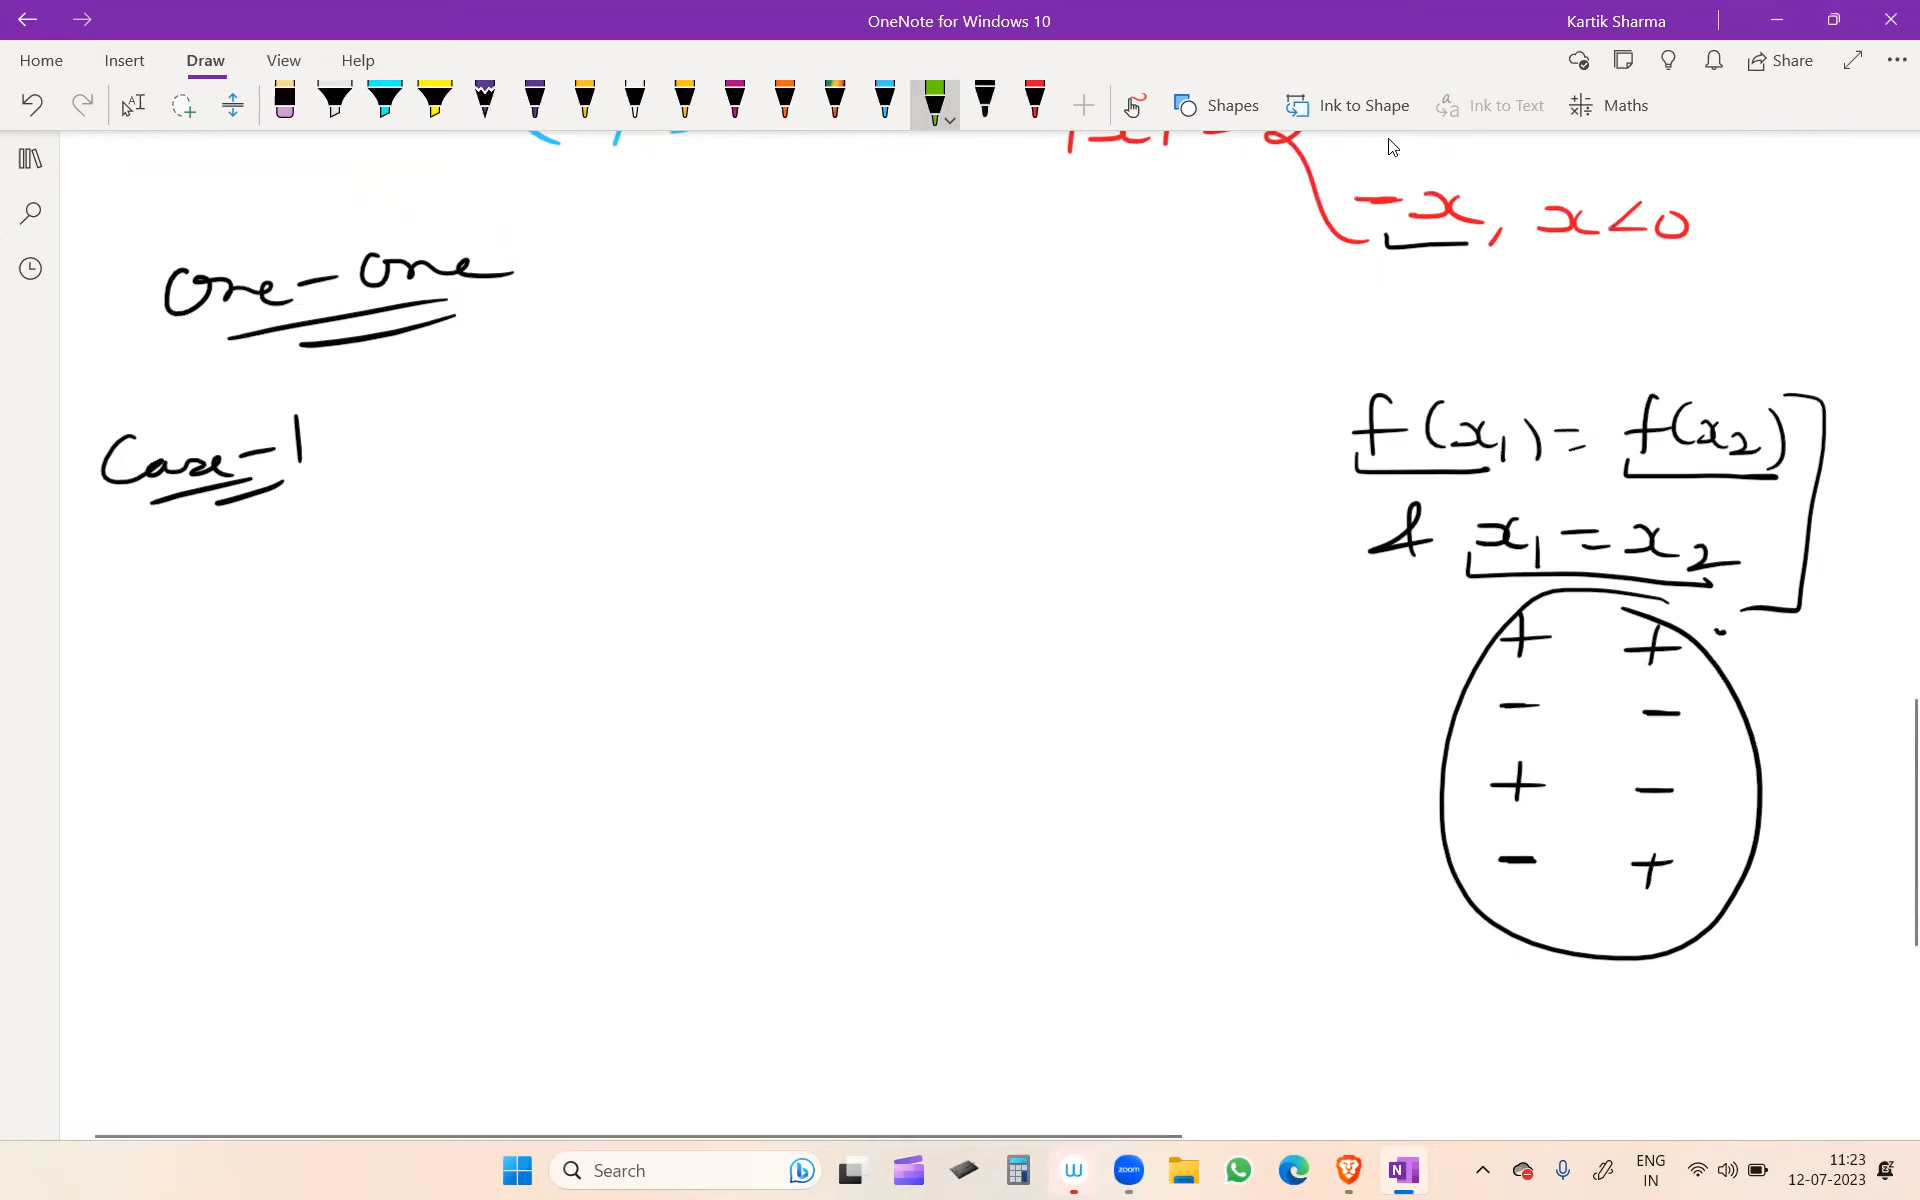 OneNote for Windows 10
Kartik Sharma
Home Insert Draw View Help
Share
Shapes Ink to Shape Ink to Text Maths
|x| =
-x, x<0
One-One
Case-1
f(x₁) = f(x₂)
& x₁ = x₂
+ +
- -
+ -
- +
Search
zoom
ENG
IN
11:23
12-07-2023